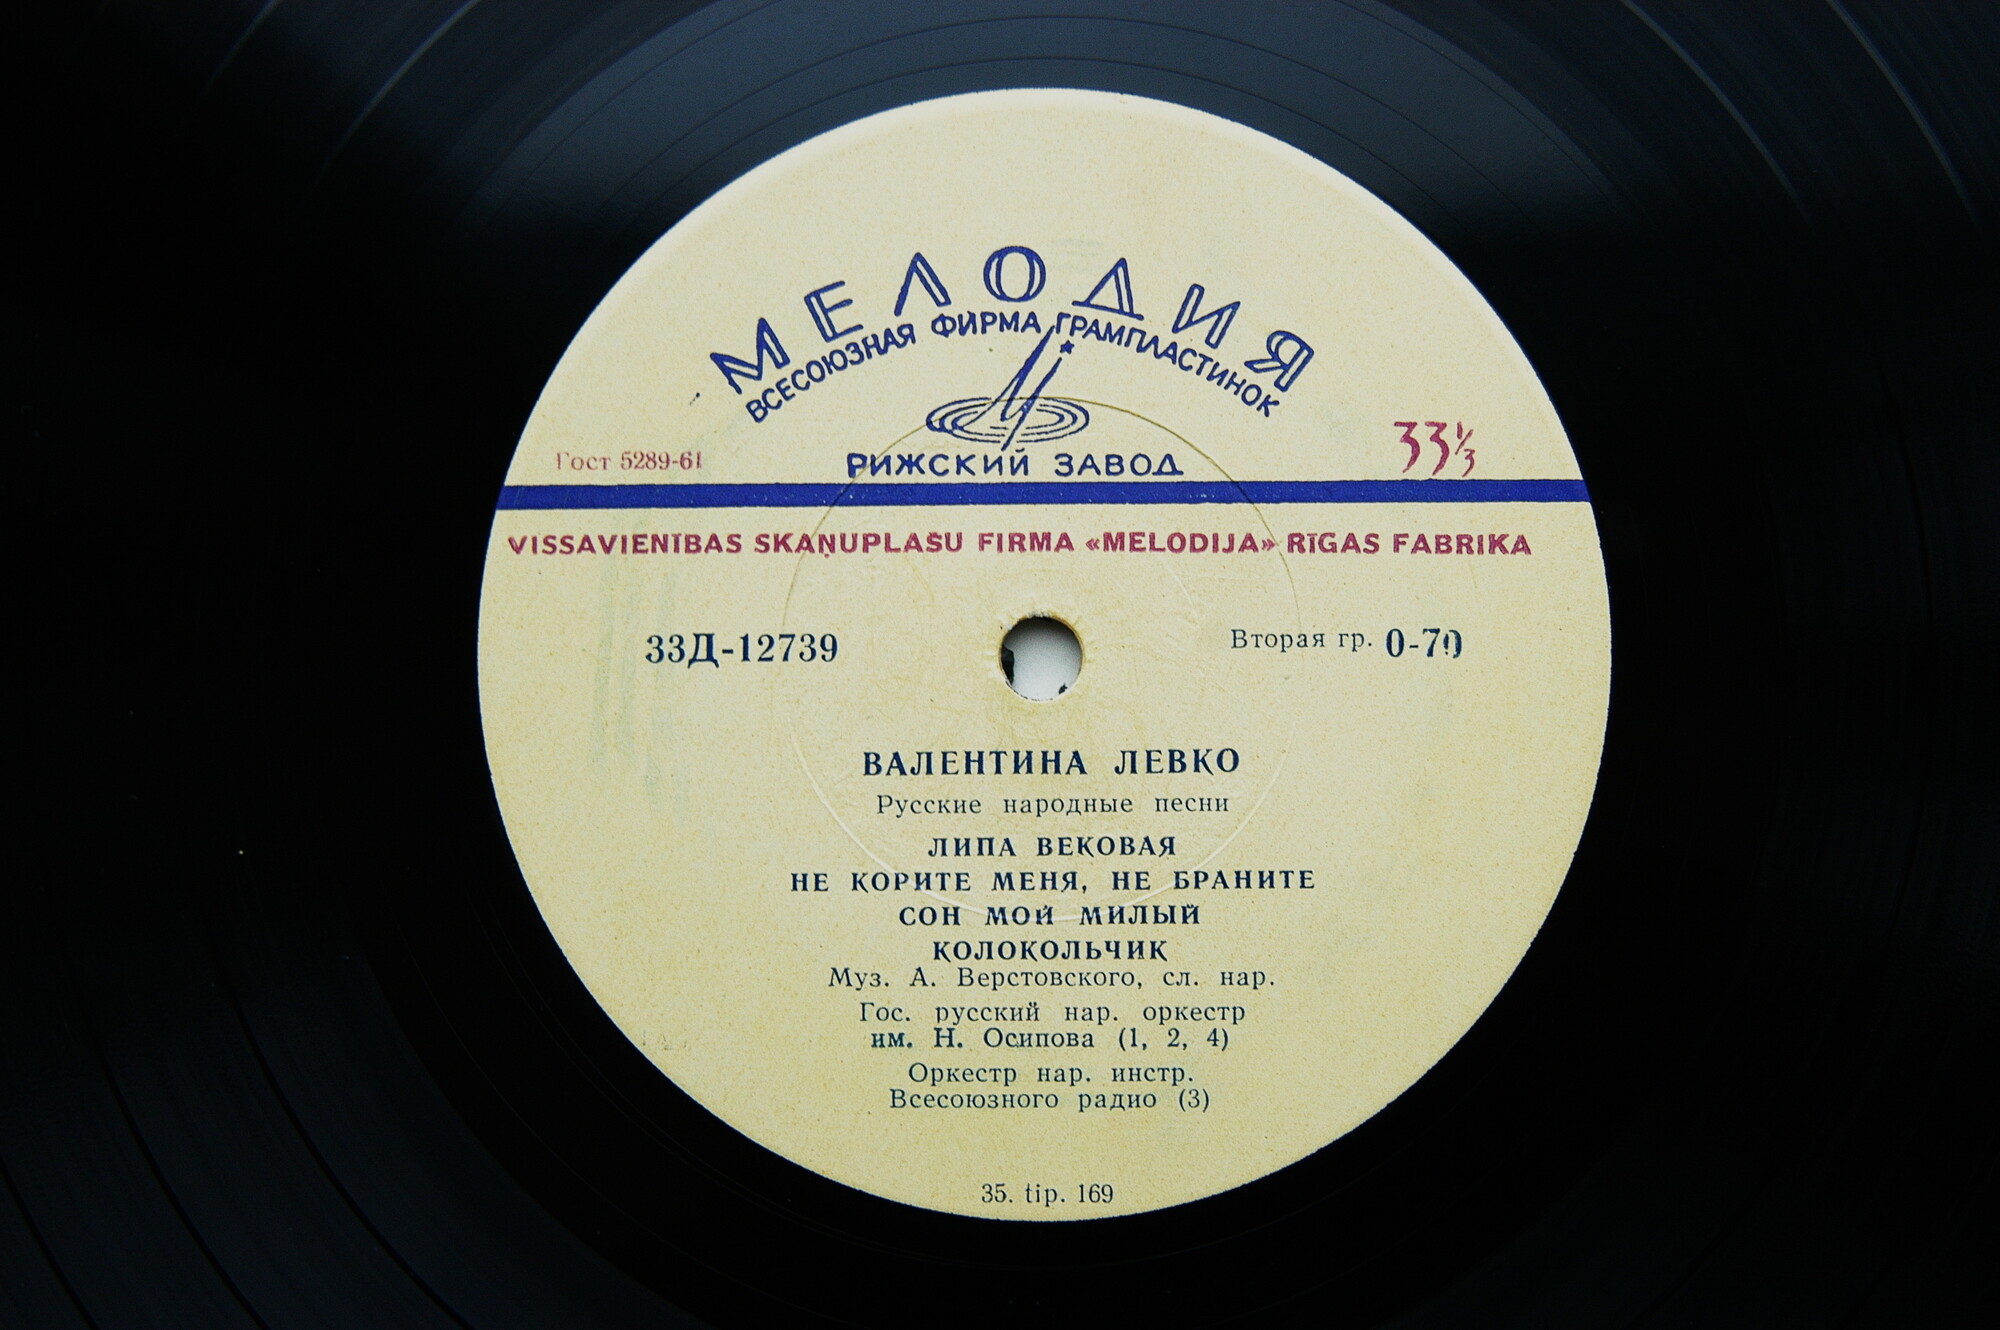 МЕЛОДИЯ
ВСЕСОЮЗНАЯ ФИРМА ГРАМПЛАСТИНОК
Гост 5289-61
РИЖСКИЙ ЗАВОД
33⅓
VISSAVIENĪBAS SKAŅUPLAŠU FIRMA «MELODIJA» RĪGAS FABRIKA
33Д-12739
Вторая гр. 0-70
ВАЛЕНТИНА ЛЕВКО
Русские народные песни
ЛИПА ВЕКОВАЯ
НЕ КОРИТЕ МЕНЯ, НЕ БРАНИТЕ
СОН МОЙ МИЛЫЙ
КОЛОКОЛЬЧИК
Муз. А. Верстовского, сл. нар.
Гос. русский нар. оркестр
им. Н. Осипова (1, 2, 4)
Оркестр нар. инстр.
Всесоюзного радио (3)
35. tip. 169